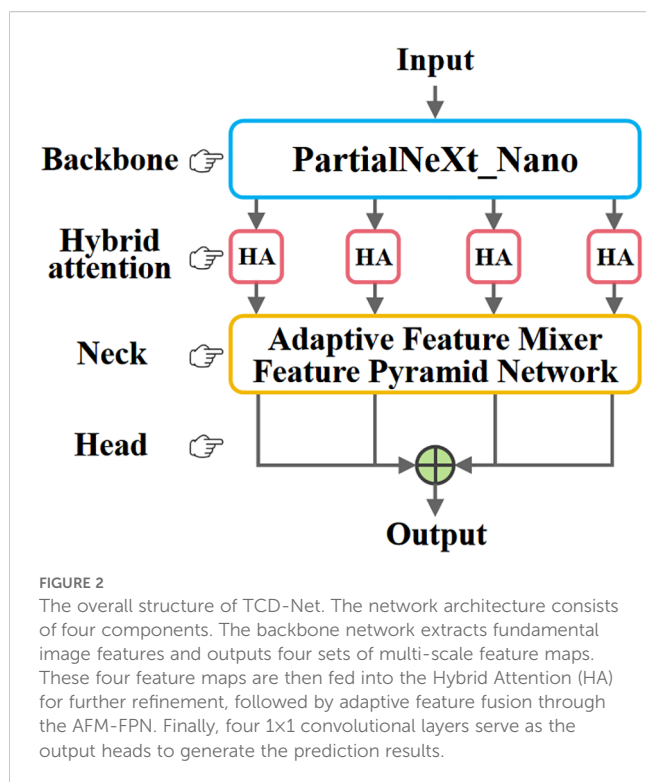 Input
Backbone
PartialNeXt_Nano
Hybrid
attention
HA HA HA HA
Neck
Adaptive Feature Mixer
Feature Pyramid Network
Head
Output
FIGURE 2
The overall structure of TCD-Net. The network architecture consists
of four components. The backbone network extracts fundamental
image features and outputs four sets of multi-scale feature maps.
These four feature maps are then fed into the Hybrid Attention (HA)
for further refinement, followed by adaptive feature fusion through
the AFM-FPN. Finally, four 1×1 convolutional layers serve as the
output heads to generate the prediction results.